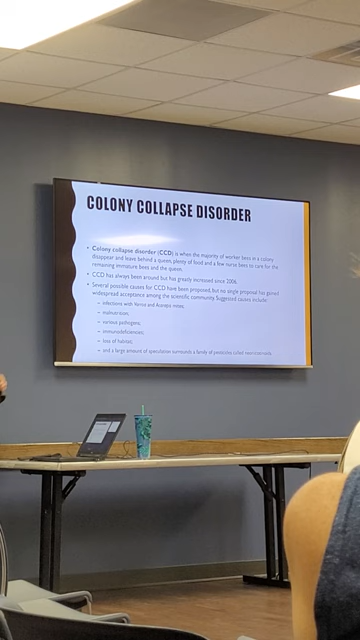 COLONY COLLAPSE DISORDER
• Colony collapse disorder (CCD) is when the majority of worker bees in a colony
disappear and leave behind a queen, plenty of food and a few nurse bees to care for the
remaining immature bees and the queen.
• CCD has always been around but has greatly increased since 2006.
• Several possible causes for CCD have been proposed, but no single proposal has gained
widespread acceptance among the scientific community. Suggested causes include:
– infections with Varroa and Acarapis mites;
– malnutrition;
– various pathogens;
– immunodeficiencies;
– loss of habitat;
– and a large amount of speculation surrounds a family of pesticides called neonicotinoids.